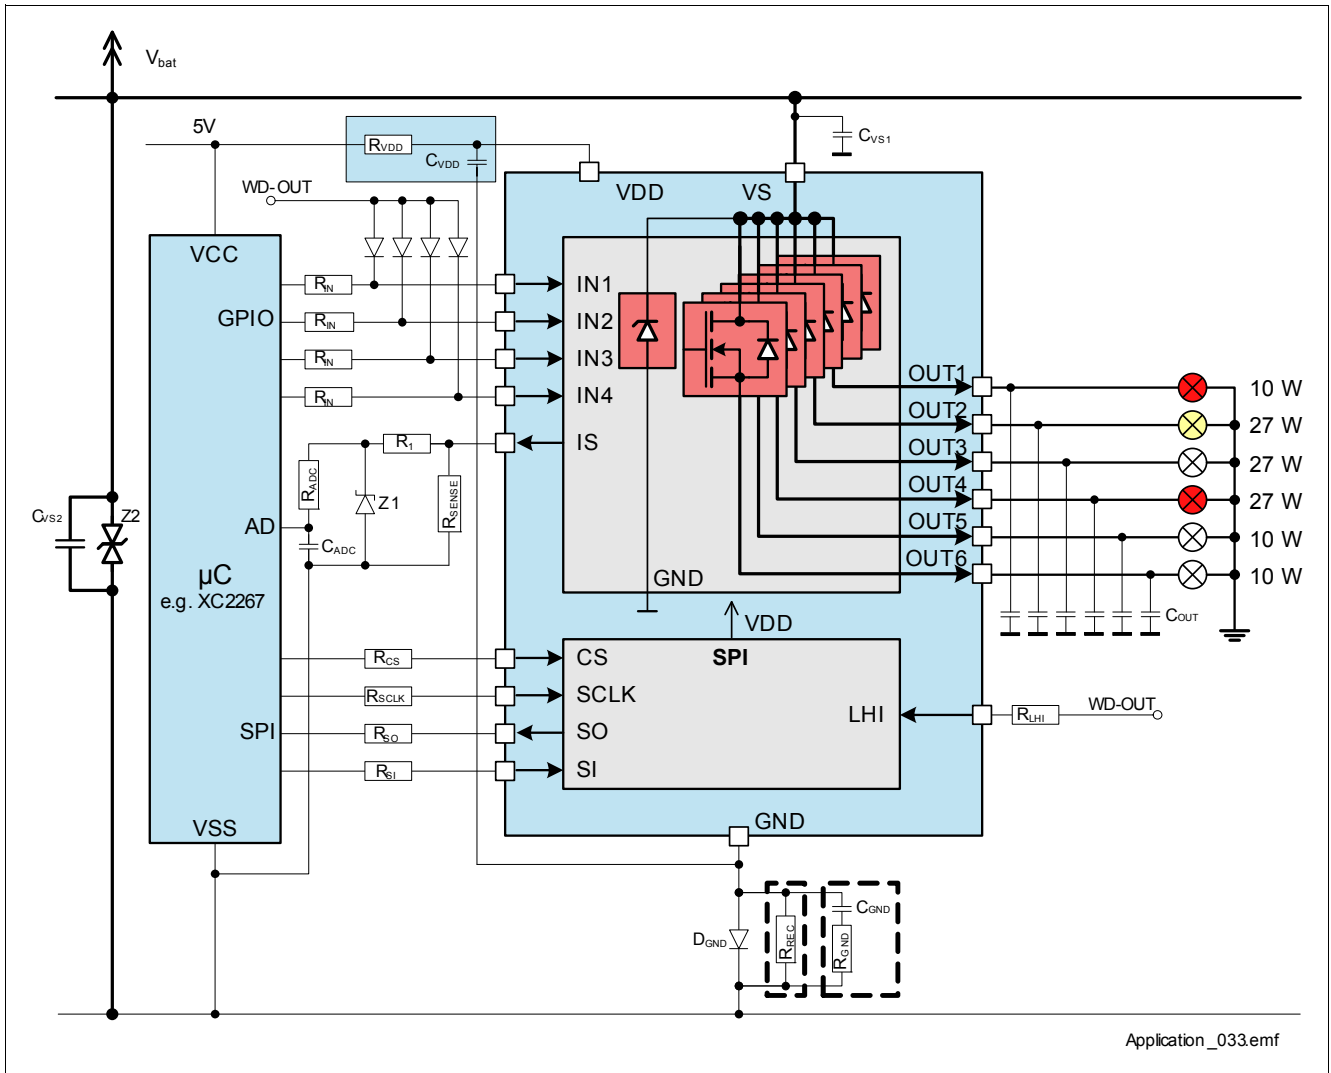 Vbat
CVS1
5V
RVDD
CVDD
WD-OUT
VDD
VS
VCC
RIN
IN1
GPIO
RIN
IN2
RIN
IN3
RIN
IN4
OUT1
10 W
OUT2
27 W
OUT3
27 W
OUT4
27 W
OUT5
10 W
OUT6
10 W
R1
IS
RADC
Z1
RSENSE
CVS2
Z2
AD
CADC
µC
e.g. XC2267
GND
COUT
VDD
SPI
RCS
CS
RSCLK
SCLK
SPI
RSO
SO
RSI
SI
LHI
RLHI
WD-OUT
VSS
GND
DGND
RREC
CGND
RGND
Application_033.emf